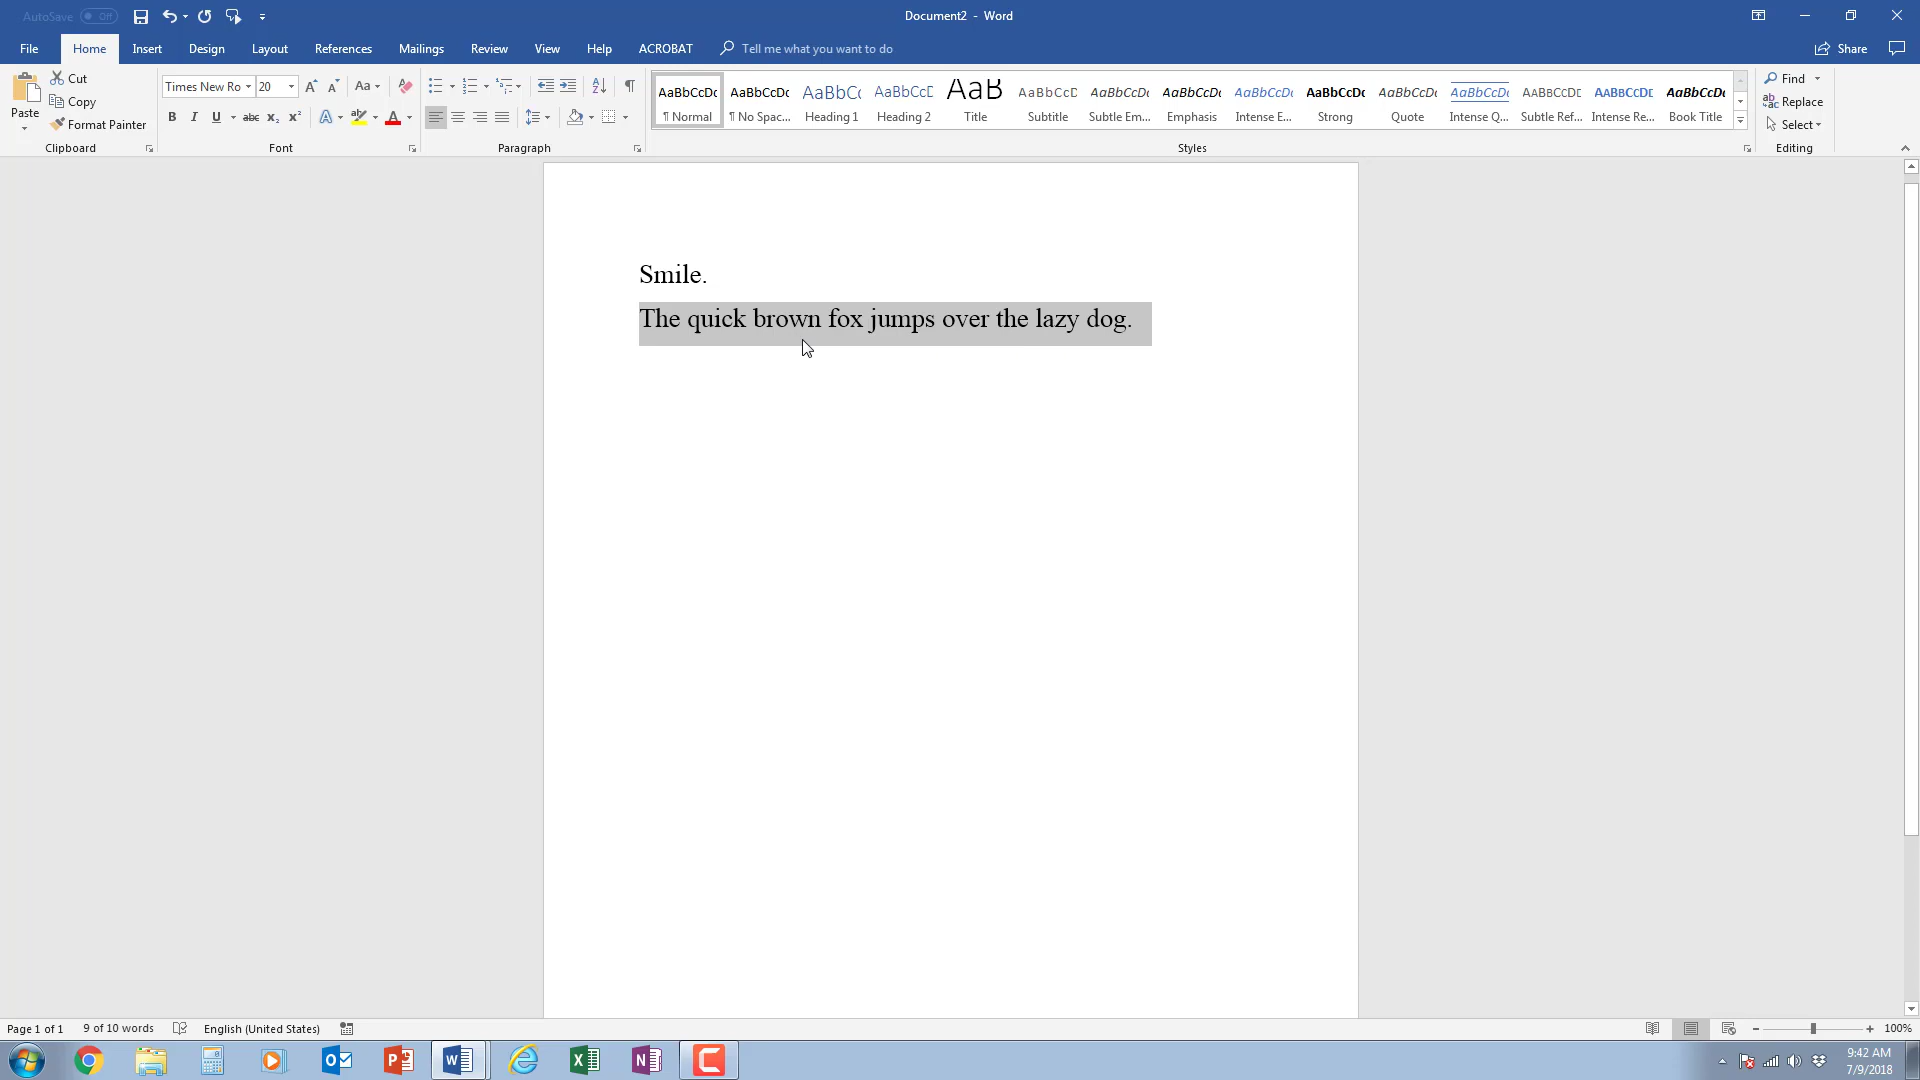 AutoSave Off
Document2 - Word
File Home Insert Design Layout References Mailings Review View Help ACROBAT Tell me what you want to do Share
Paste
Cut
Copy
Format Painter
Clipboard
Times New Ro 20
Aa
B I U abc X₂ X²
A A
Font
Paragraph
AaBbCcDc AaBbCcDc AaBbCc AaBbCcE AaB AaBbCcD AaBbCcDc AaBbCcDc AaBbCcDc AaBbCcDc AaBbCcDc AaBbCcDc AABBCCDE AABBCCDE AaBbCcDc
¶ Normal ¶ No Spac... Heading 1 Heading 2 Title Subtitle Subtle Em... Emphasis Intense E... Strong Quote Intense Q... Subtle Ref... Intense Re... Book Title
Styles
Find
Replace
Select
Editing
Smile.
The quick brown fox jumps over the lazy dog.
Page 1 of 1 9 of 10 words English (United States) 100%
9:42 AM
7/9/2018